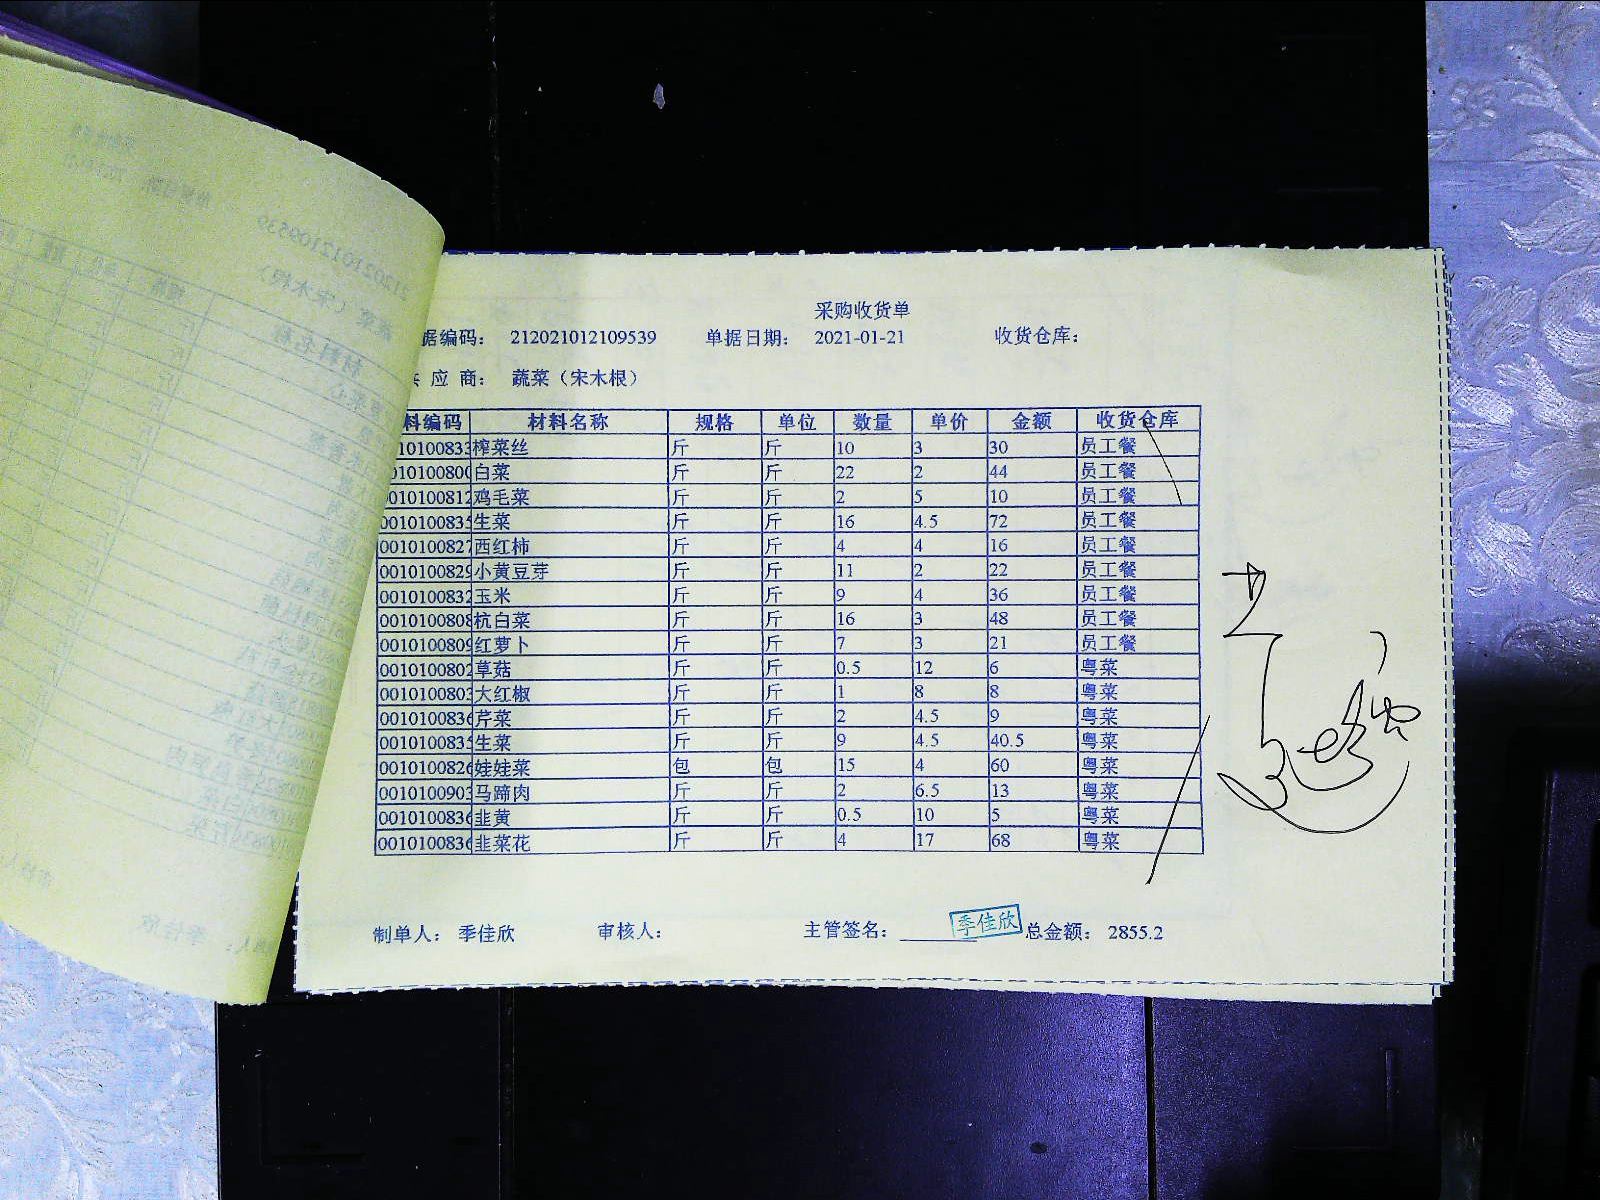 采购收货单
据编码： 212021012109539 单据日期： 2021-01-21 收货仓库：
应 商： 蔬菜（宋木根）
料编码 材料名称 规格 单位 数量 单价 金额 收货仓库
10100833 榨菜丝 斤 斤 10 3 30 员工餐
010100800 白菜 斤 斤 22 2 44 员工餐
010100812 鸡毛菜 斤 斤 2 5 10 员工餐
0010100835 生菜 斤 斤 16 4.5 72 员工餐
0010100827 西红柿 斤 斤 4 4 16 员工餐
0010100829 小黄豆芽 斤 斤 11 2 22 员工餐
0010100832 玉米 斤 斤 9 4 36 员工餐
0010100808 杭白菜 斤 斤 16 3 48 员工餐
0010100809 红萝卜 斤 斤 7 3 21 员工餐
0010100802 草菇 斤 斤 0.5 12 6 粤菜
0010100803 大红椒 斤 斤 1 8 8 粤菜
0010100836 芹菜 斤 斤 2 4.5 9 粤菜
0010100835 生菜 斤 斤 9 4.5 40.5 粤菜
0010100826 娃娃菜 包 包 15 4 60 粤菜
0010100903 马蹄肉 斤 斤 2 6.5 13 粤菜
0010100836 韭黄 斤 斤 0.5 10 5 粤菜
0010100836 韭菜花 斤 斤 4 17 68 粤菜
制单人： 季佳欣 审核人： 主管签名： 季佳欣 总金额： 2855.2